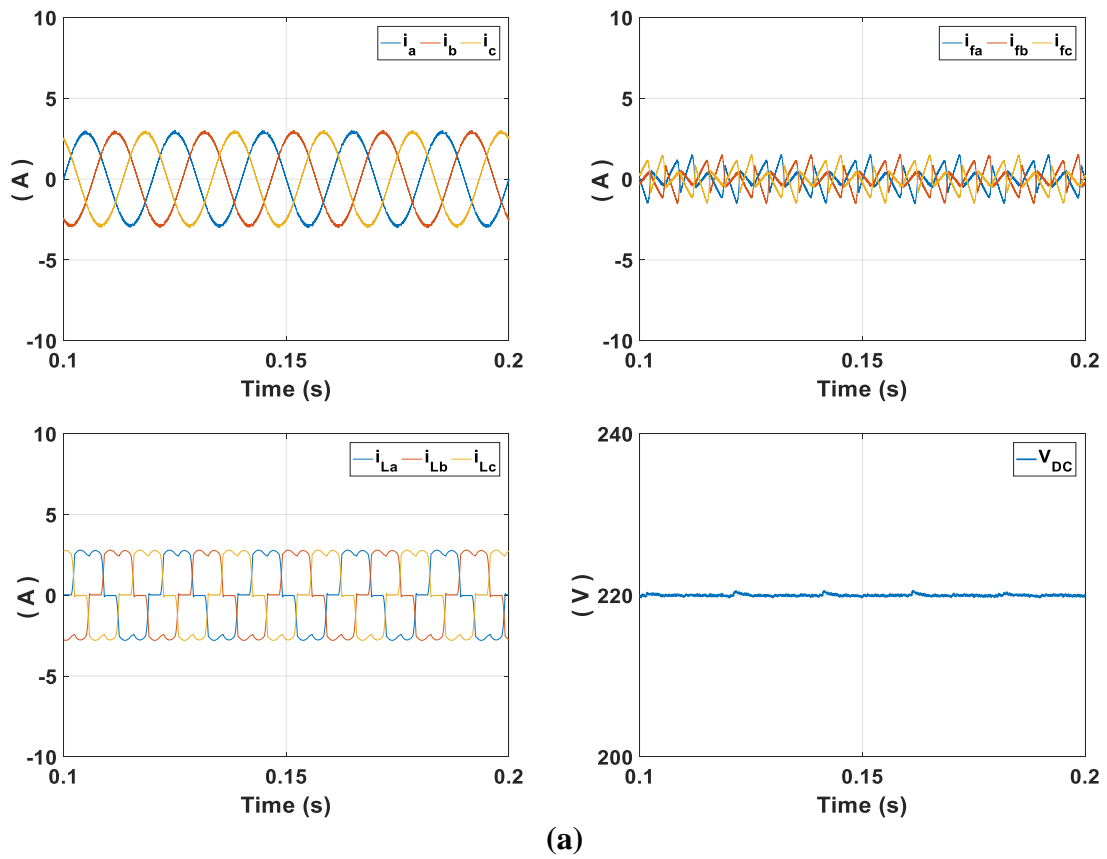 10
5
0
-5
-10
( A )
i_a i_b i_c
0.1 0.15 0.2
Time (s)
10
5
0
-5
-10
( A )
i_fa i_fb i_fc
0.1 0.15 0.2
Time (s)
10
5
0
-5
-10
( A )
i_La i_Lb i_Lc
0.1 0.15 0.2
Time (s)
240
220
200
( V )
V_DC
0.1 0.15 0.2
Time (s)
(a)